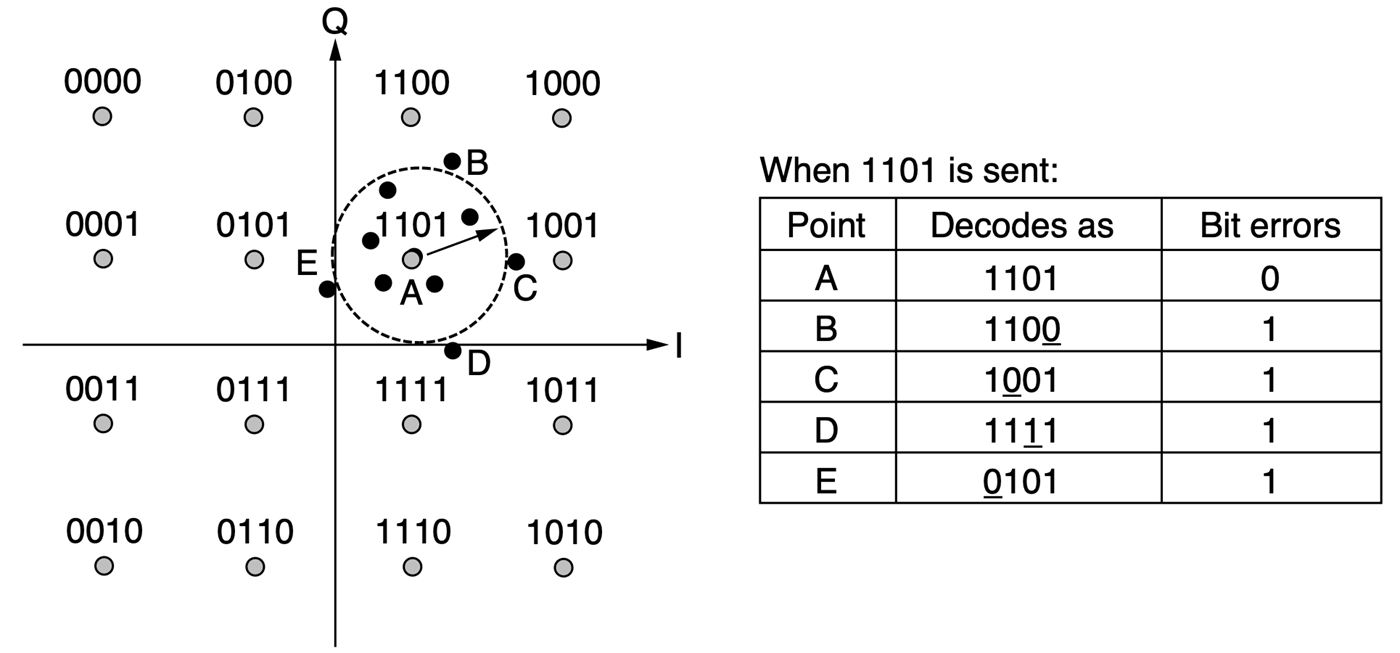 Q
0000 0100 1100 1000
B
0001 0101 1101 1001
E
A C
I
D
0011 0111 1111 1011
0010 0110 1110 1010
When 1101 is sent:
Point Decodes as Bit errors
A 1101 0
B 1100 1
C 1001 1
D 1111 1
E 0101 1